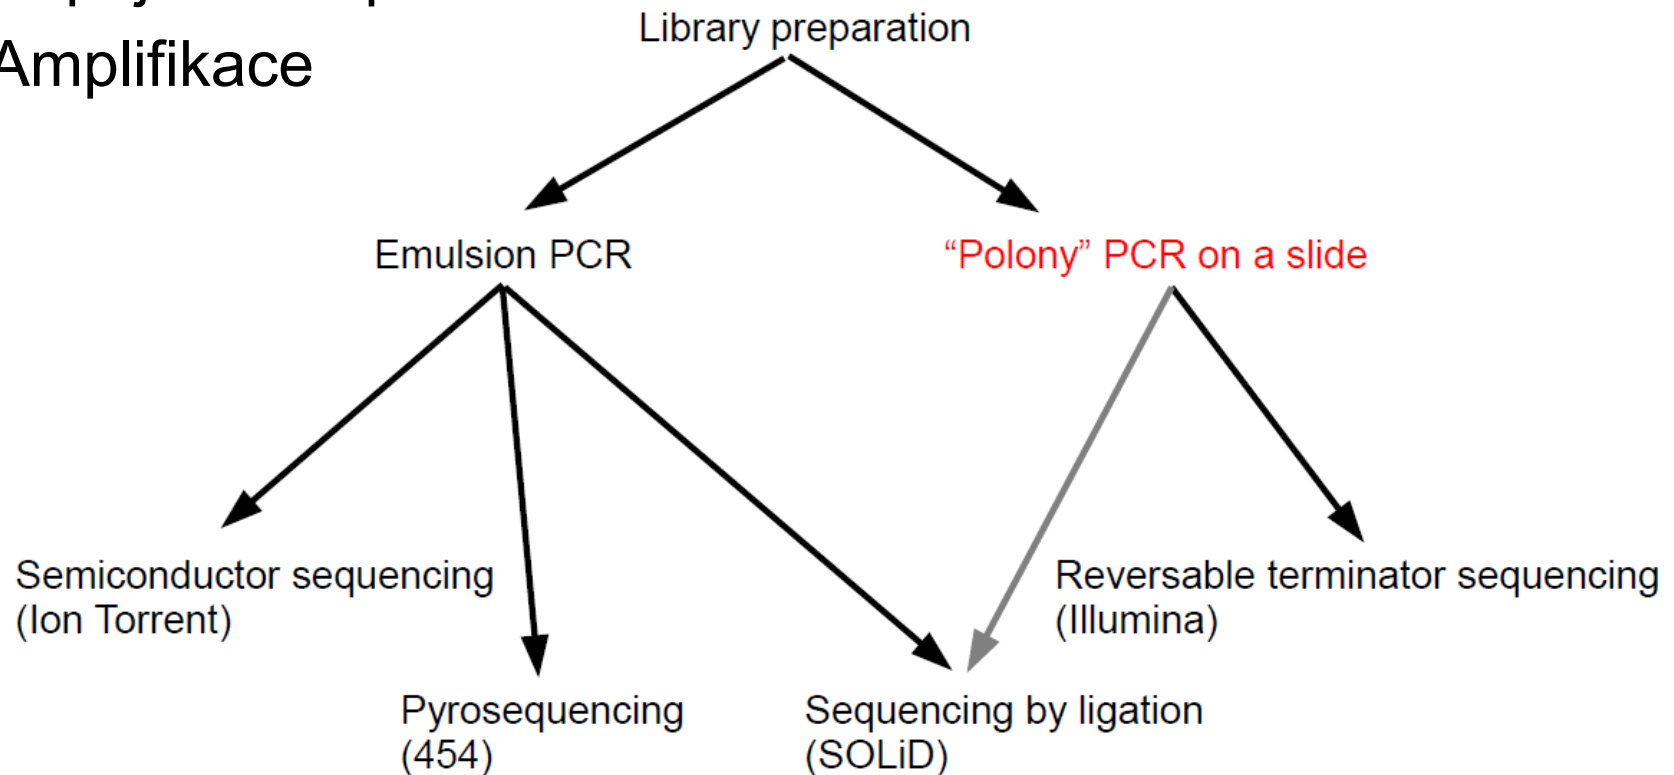 Amplifikace
Library preparation
Emulsion PCR
“Polony” PCR on a slide
Semiconductor sequencing
(Ion Torrent)
Reversable terminator sequencing
(Illumina)
Pyrosequencing
(454)
Sequencing by ligation
(SOLiD)